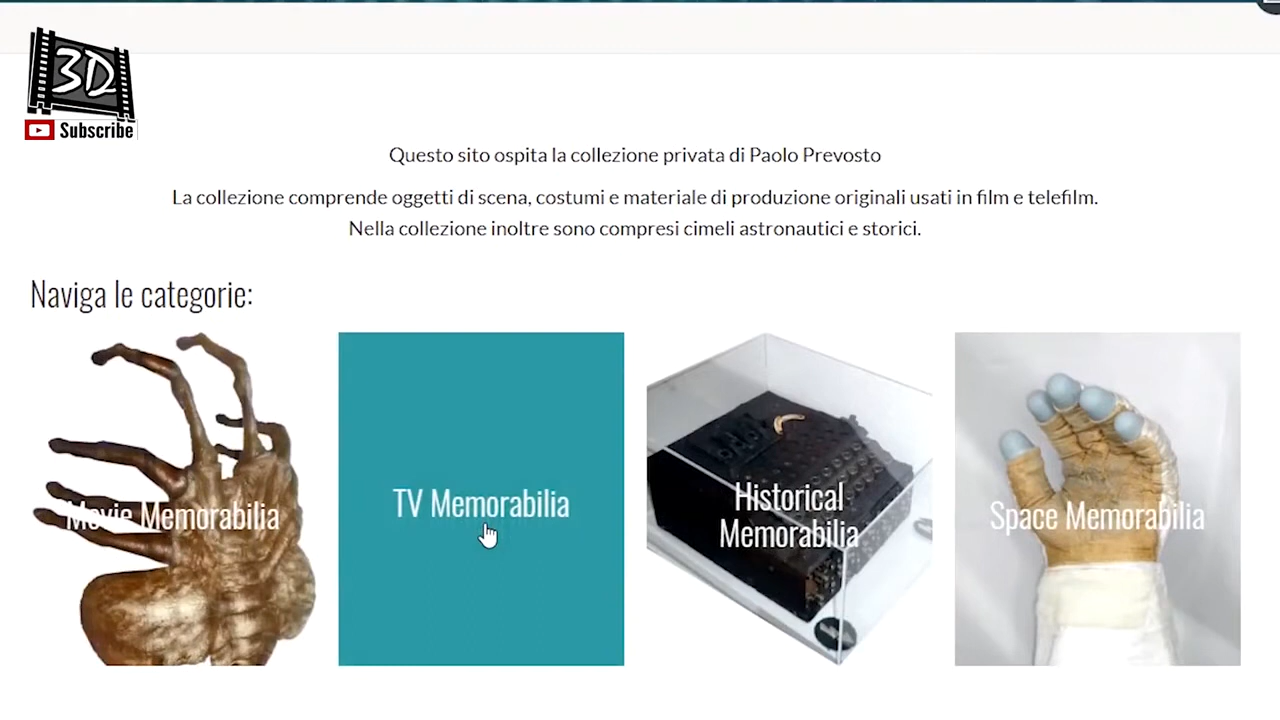 3D
Subscribe
Questo sito ospita la collezione privata di Paolo Prevosto
La collezione comprende oggetti di scena, costumi e materiale di produzione originali usati in film e telefilm.
Nella collezione inoltre sono compresi cimeli astronautici e storici.
Naviga le categorie:
Movie Memorabilia
TV Memorabilia
Historical
Memorabilia
Space Memorabilia